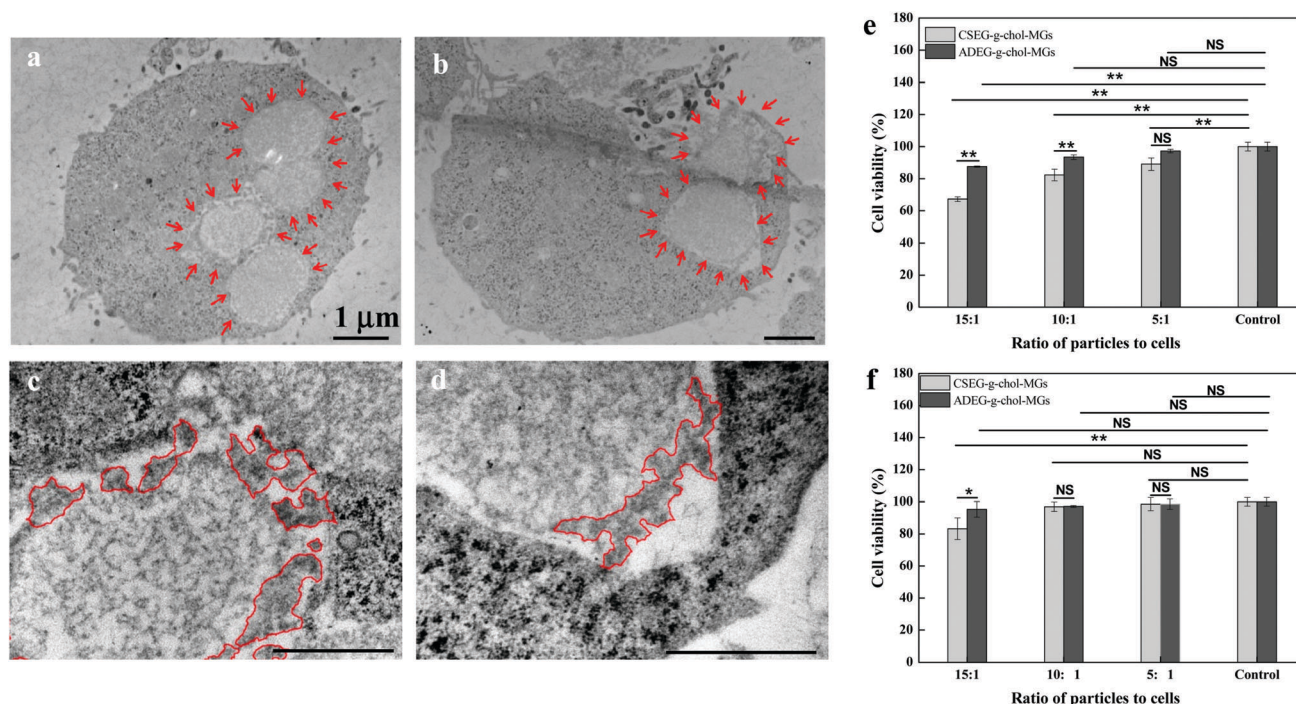 a
b
1 μm
c
d
e
180
160
140
120
100
80
60
40
20
0
Cell viability (%)
CSEG-g-chol-MGs
ADEG-g-chol-MGs
NS
NS
**
**
**
**
NS
**
**
15:1
10:1
5:1
Control
Ratio of particles to cells
f
180
160
140
120
100
80
60
40
20
0
Cell viability (%)
CSEG-g-chol-MGs
ADEG-g-chol-MGs
NS
NS
NS
**
NS
NS
NS
NS
*
15:1
10: 1
5: 1
Control
Ratio of particles to cells